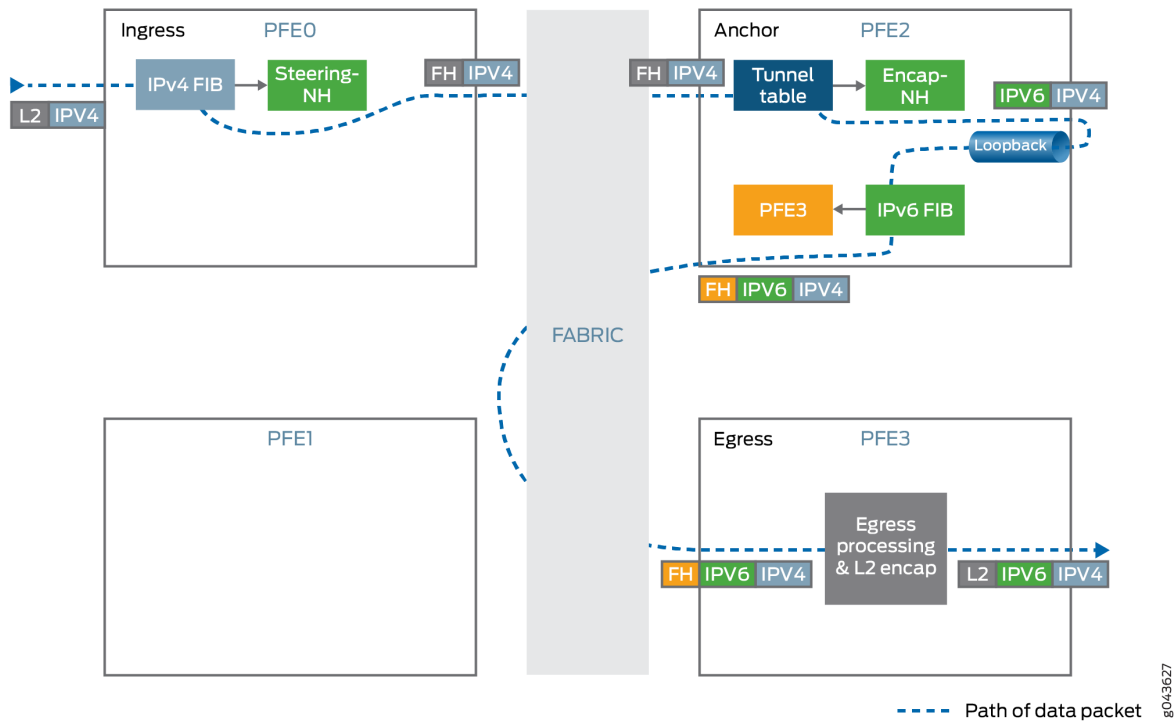 Ingress PFE0
L2 IPV4
IPv4 FIB
Steering-
NH
FH IPV4
FABRIC
Anchor PFE2
FH IPV4
Tunnel
table
Encap-
NH
IPV6 IPV4
Loopback
PFE3
IPv6 FIB
FH IPV6 IPV4
PFE1
Egress PFE3
Egress
processing
& L2 encap
FH IPV6 IPV4
L2 IPV6 IPV4
Path of data packet
g043627